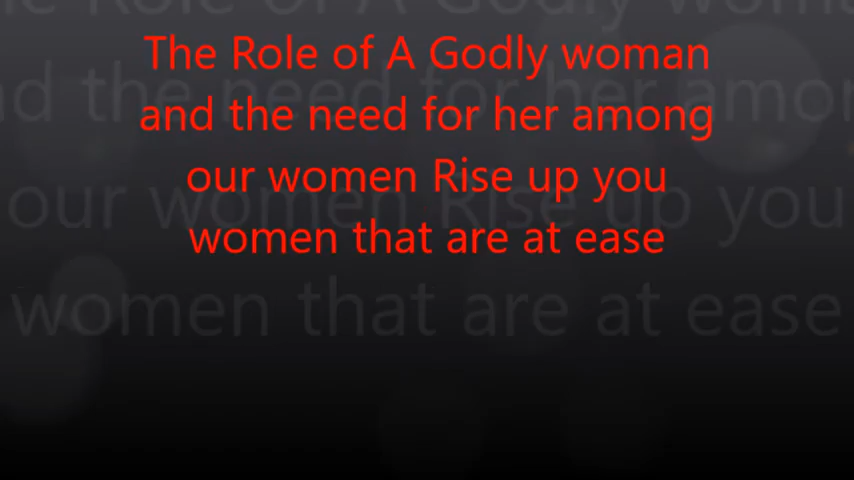 The Role of A Godly woman
and the need for her among
our women Rise up you
women that are at ease